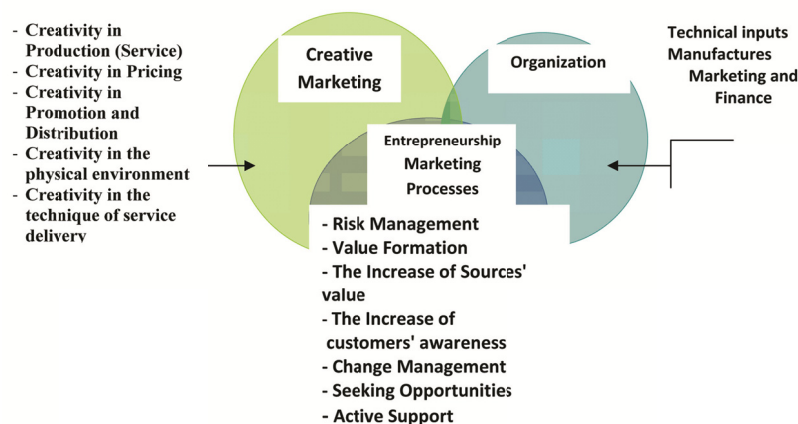 - Creativity in
Production (Service)
- Creativity in Pricing
- Creativity in
Promotion and
Distribution
- Creativity in the
physical environment
- Creativity in the
technique of service
delivery
Creative
Marketing
Organization
Technical inputs
Manufactures
Marketing and
Finance
Entrepreneurship
Marketing
Processes
- Risk Management
- Value Formation
- The Increase of Sources'
value
- The Increase of
customers' awareness
- Change Management
- Seeking Opportunities
- Active Support